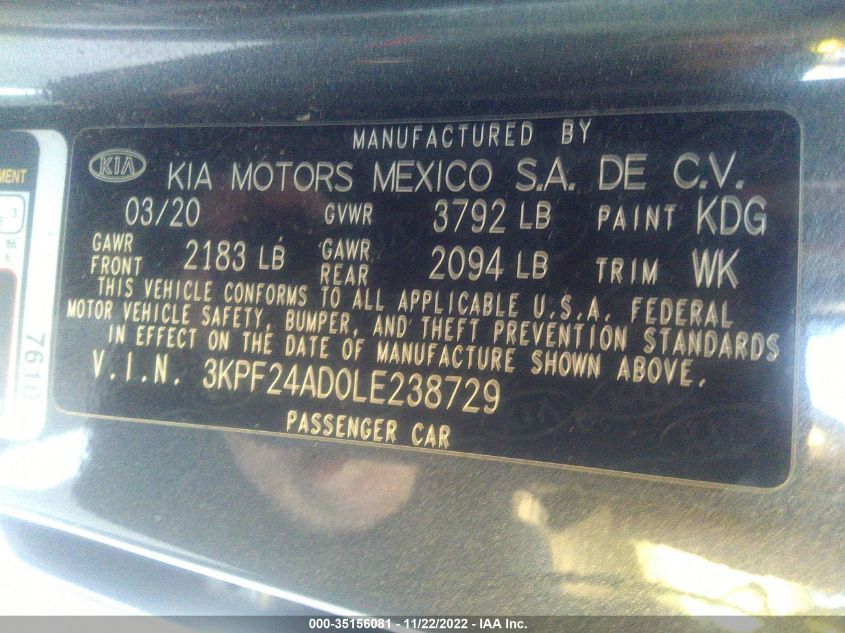 MANUFACTURED BY
KIA KIA MOTORS MEXICO S.A. DE C.V.
03/20 GVWR 3792 LB PAINT KDG
GAWR FRONT 2183 LB GAWR REAR 2094 LB TRIM WK
THIS VEHICLE CONFORMS TO ALL APPLICABLE U.S.A. FEDERAL
MOTOR VEHICLE SAFETY, BUMPER, AND THEFT PREVENTION STANDARDS
IN EFFECT ON THE DATE OF MANUFACTURE SHOWN ABOVE.
V.I.N. 3KPF24AD0LE238729
PASSENGER CAR
MENT
3
7610
000-35156081 - 11/22/2022 - IAA Inc.